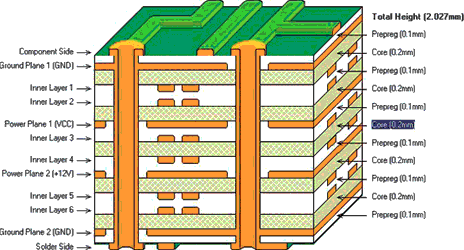 Total Height (2.027mm)
Component Side
Ground Plane 1 (GND)
Inner Layer 1
Inner Layer 2
Power Plane 1 (VCC)
Inner Layer 3
Inner Layer 4
Power Plane 2 (+12V)
Inner Layer 5
Inner Layer 6
Ground Plane 2 (GND)
Solder Side
Prepreg (0.1mm)
Core (0.2mm)
Prepreg (0.1mm)
Core (0.2mm)
Prepreg (0.1mm)
Core (0.2mm)
Prepreg (0.1mm)
Core (0.2mm)
Prepreg (0.1mm)
Core (0.2mm)
Prepreg (0.1mm)